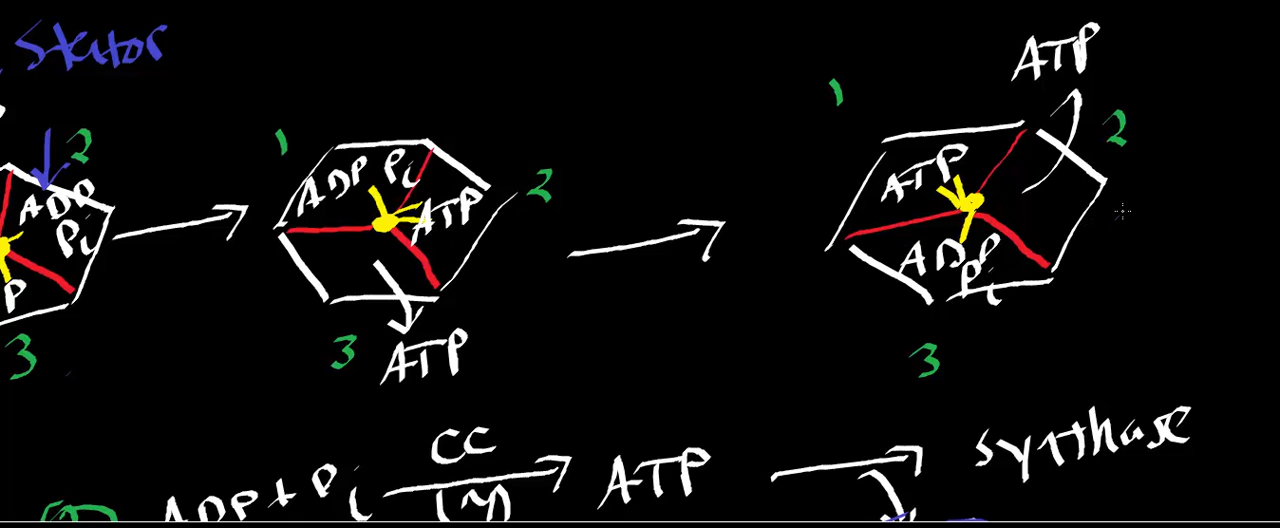 Stator
2
ADP
Pi
P
3
1
ADP Pi
ATP
2
3
ATP
ATP
1
2
ATP
ADP
Pi
3
ADP + Pi CC (γ) ATP synthase